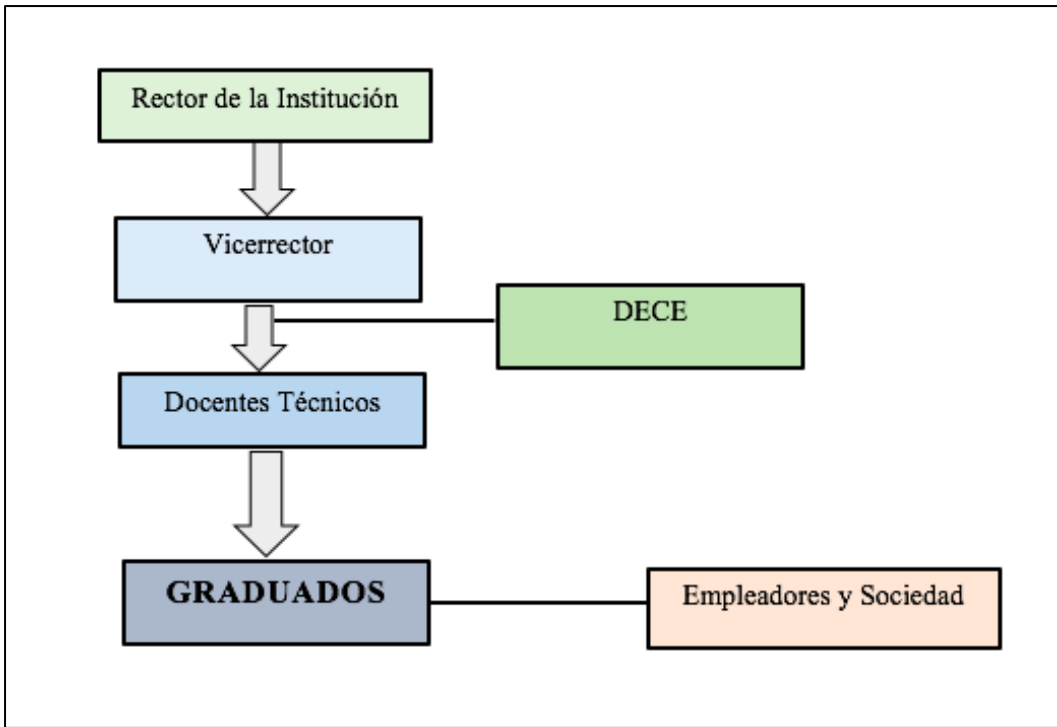 Rector de la Institución
Vicerrector
DECE
Docentes Técnicos
GRADUADOS
Empleadores y Sociedad